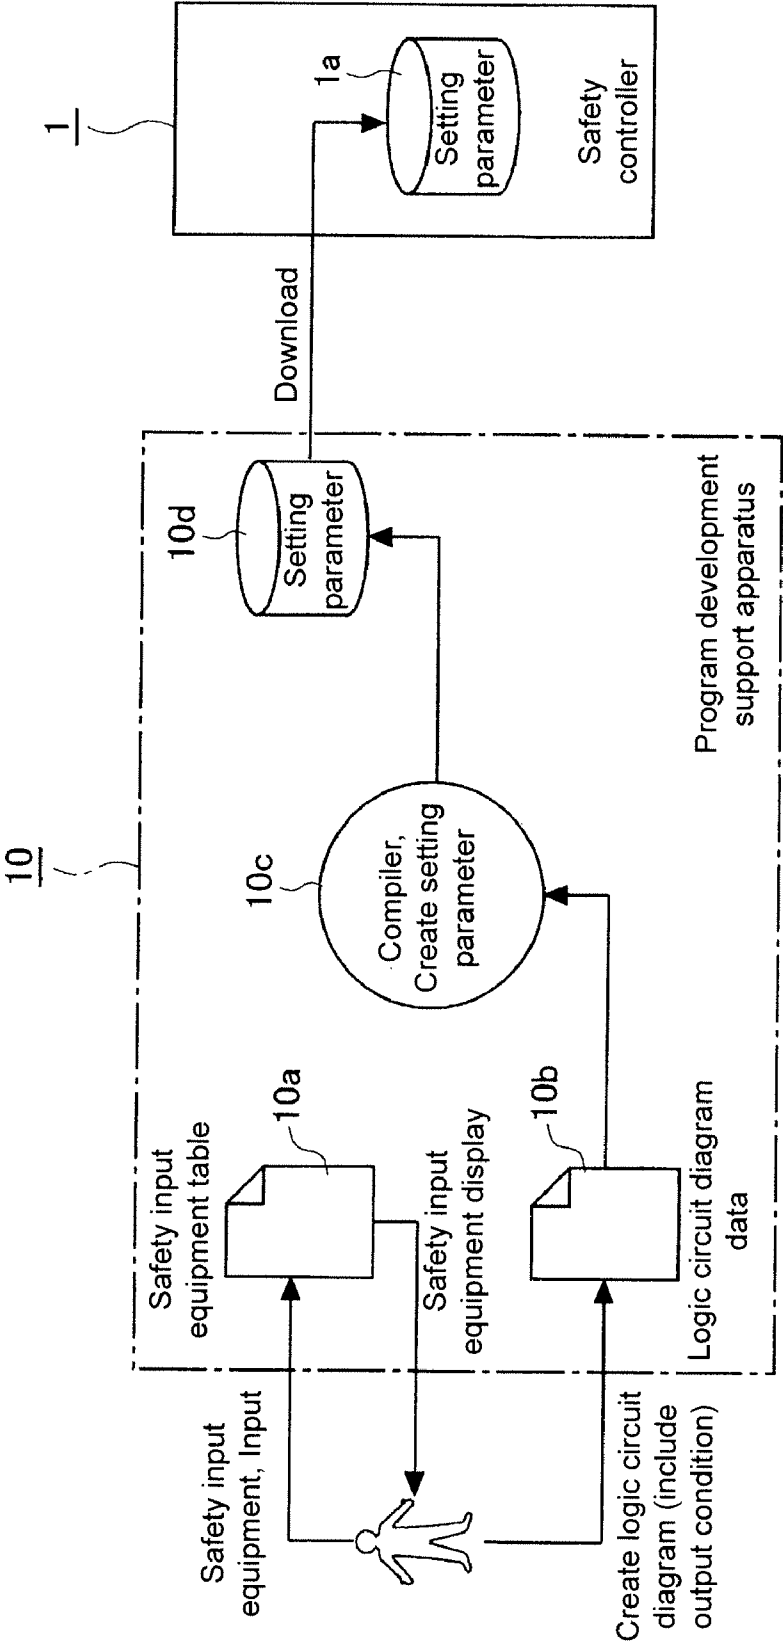 10
1
Safety input
equipment, Input
Safety input
equipment table
10a
Safety input
equipment display
Create logic circuit
diagram (include
output condition)
10b
Logic circuit diagram
data
10c
Compiler,
Create setting
parameter
10d
Setting
parameter
Program development
support apparatus
Download
1a
Setting
parameter
Safety
controller